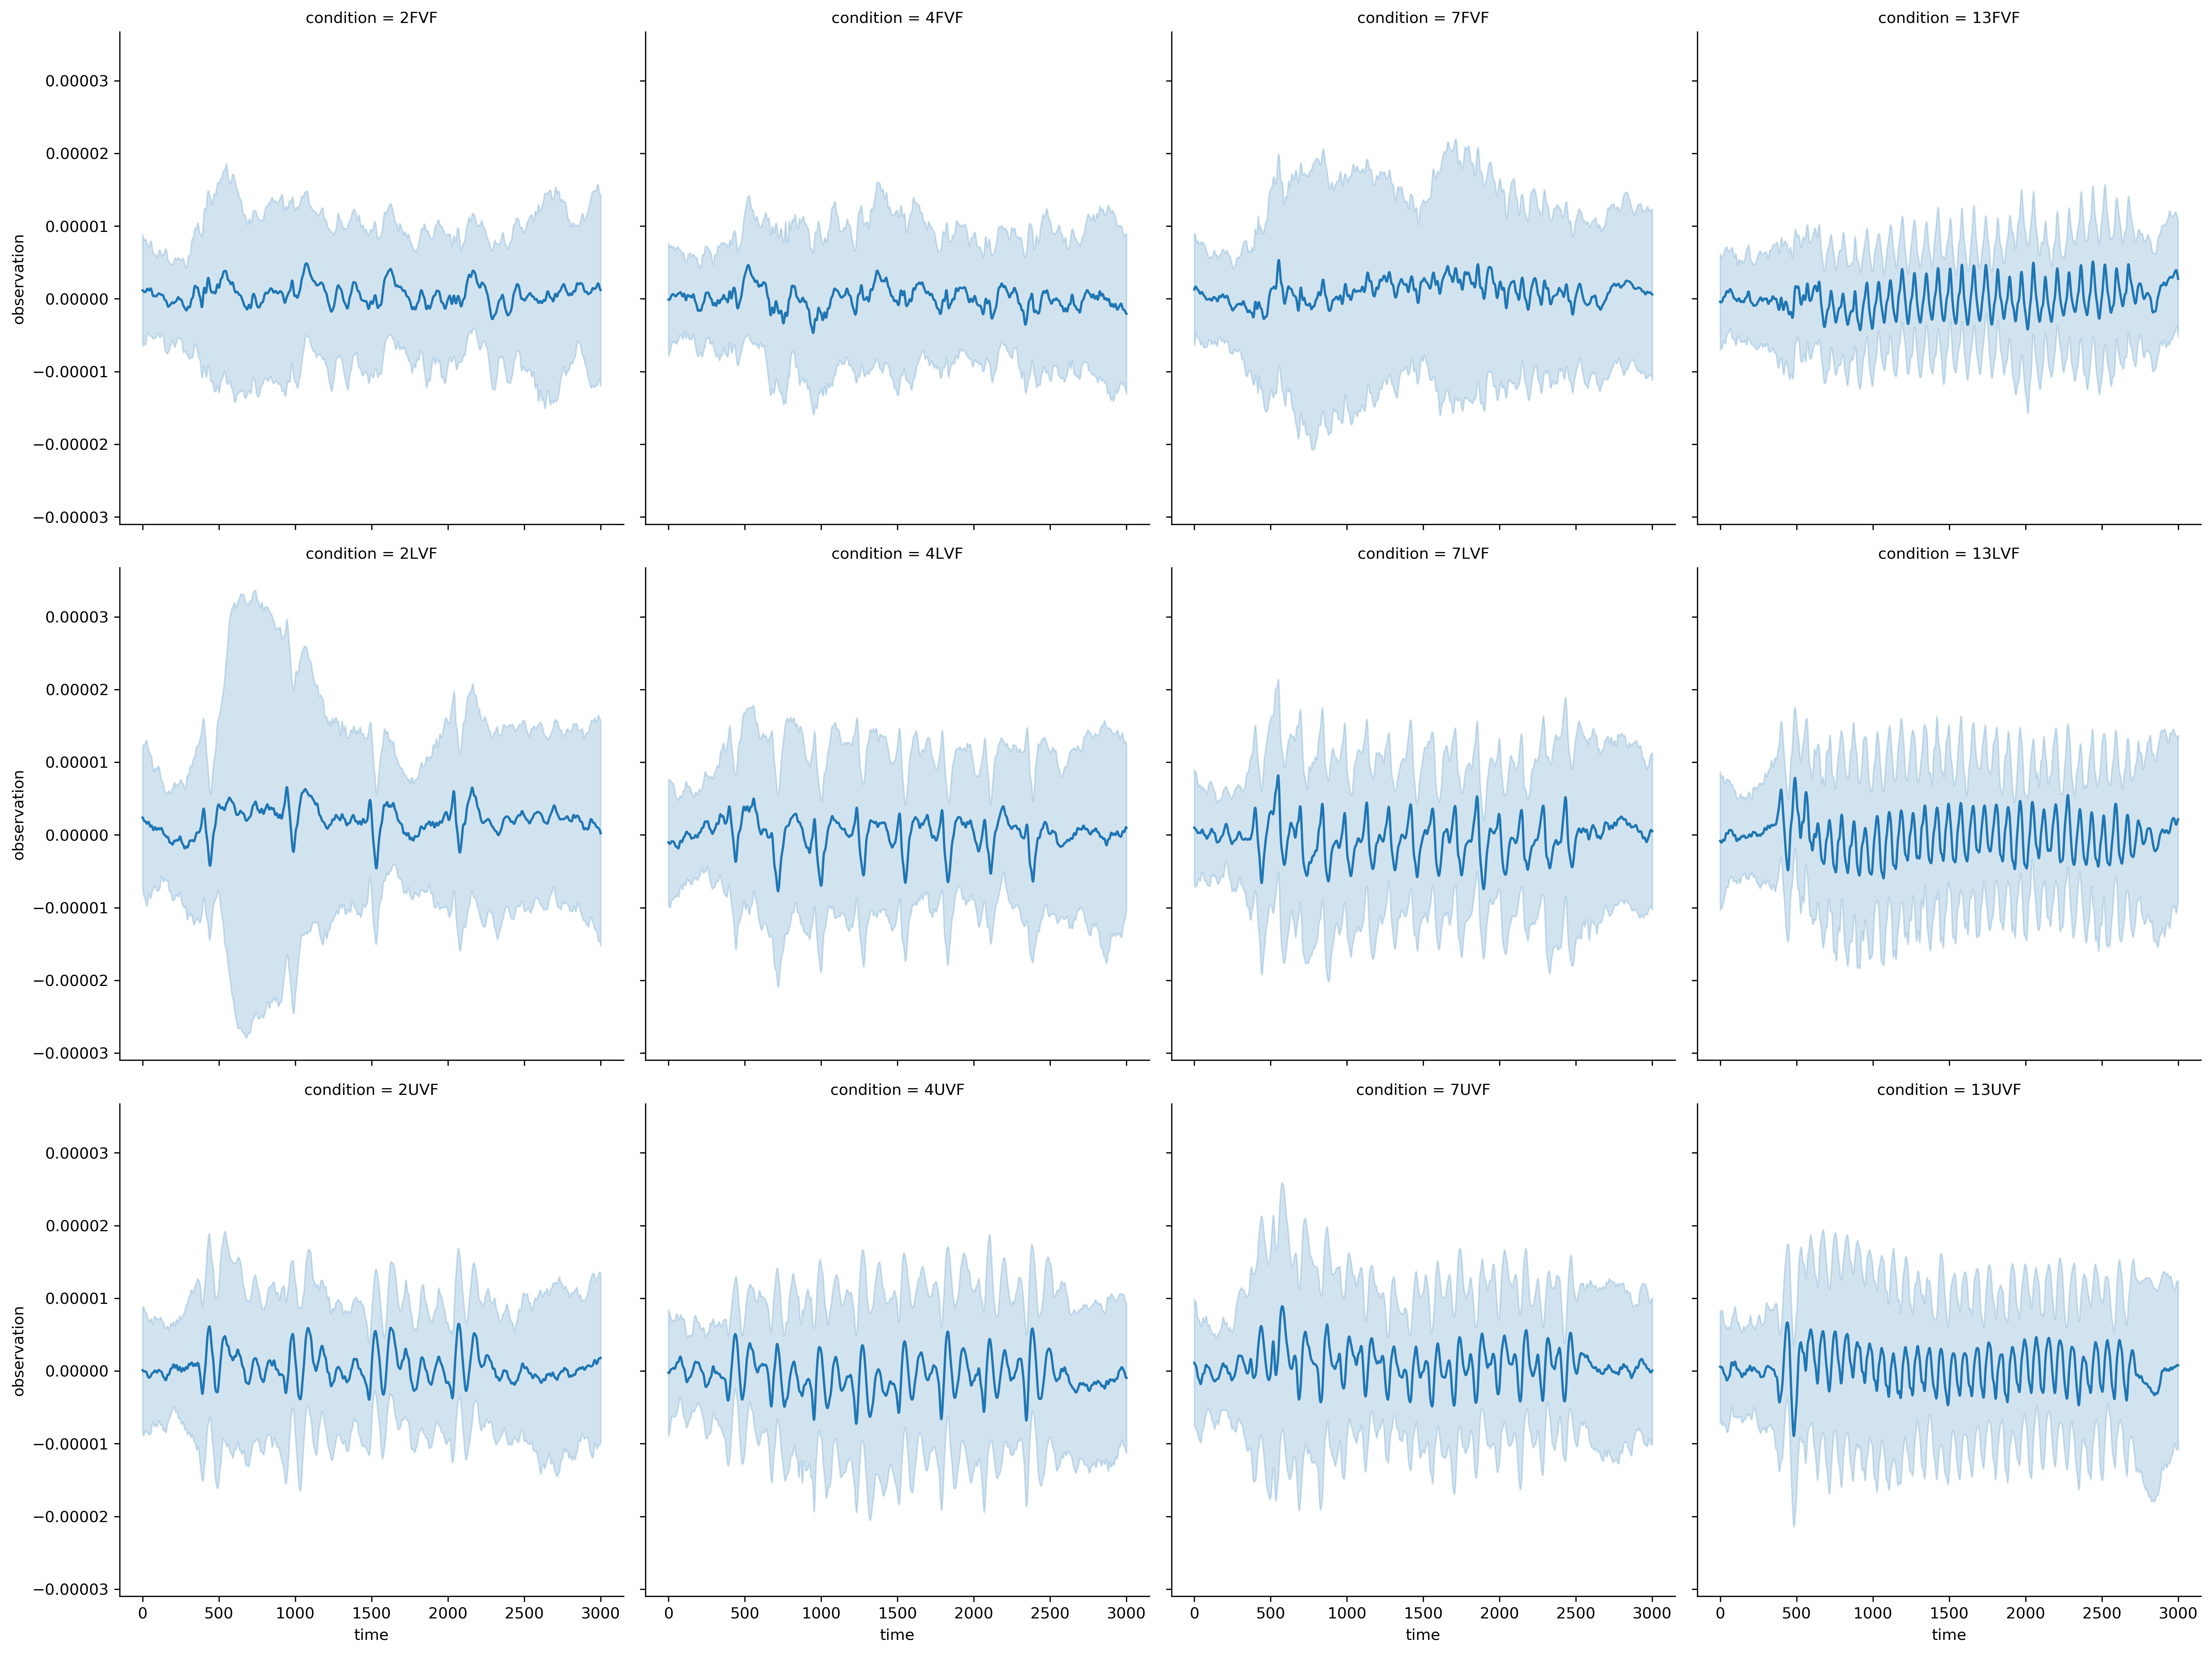 condition = 2FVF
condition = 4FVF
condition = 7FVF
condition = 13FVF
0.00003
0.00002
0.00001
0.00000
−0.00001
−0.00002
−0.00003
observation
condition = 2LVF
condition = 4LVF
condition = 7LVF
condition = 13LVF
0.00003
0.00002
0.00001
0.00000
−0.00001
−0.00002
−0.00003
observation
condition = 2UVF
condition = 4UVF
condition = 7UVF
condition = 13UVF
0.00003
0.00002
0.00001
0.00000
−0.00001
−0.00002
−0.00003
observation
0 500 1000 1500 2000 2500 3000
0 500 1000 1500 2000 2500 3000
0 500 1000 1500 2000 2500 3000
0 500 1000 1500 2000 2500 3000
time
time
time
time